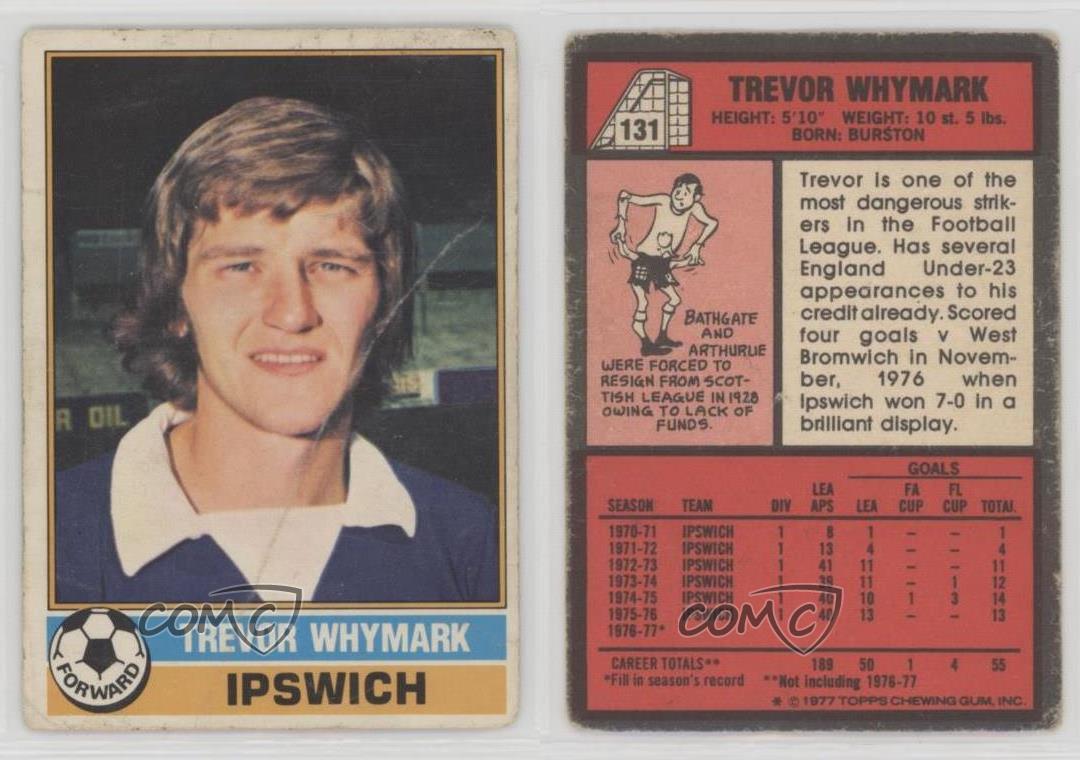 R OIL
TREVOR WHYMARK
FORWARD
IPSWICH
COMC
131
TREVOR WHYMARK
HEIGHT: 5'10" WEIGHT: 10 st. 5 lbs.
BORN: BURSTON
BATHGATE
AND
ARTHURLIE
WERE FORCED TO
RESIGN FROM SCOT-
TISH LEAGUE IN 1928
OWING TO LACK OF
FUNDS.
Trevor is one of the
most dangerous strik-
ers in the Football
League. Has several
England Under-23
appearances to his
credit already. Scored
four goals v West
Bromwich in Novem-
ber, 1976 when
Ipswich won 7-0 in a
brilliant display.
GOALS
SEASON TEAM DIV LEA APS LEA FA CUP FL CUP TOTAL
1970-71 IPSWICH 1 8 1 – – 1
1971-72 IPSWICH 1 13 4 – – 4
1972-73 IPSWICH 1 41 11 – – 11
1973-74 IPSWICH 1 39 11 – 1 12
1974-75 IPSWICH 1 40 10 1 3 14
1975-76 IPSWICH 1 48 13 – – 13
1976-77*
CAREER TOTALS** 189 50 1 4 55
*Fill in season's record **Not including 1976-77
* © 1977 TOPPS CHEWING GUM, INC.
COMC